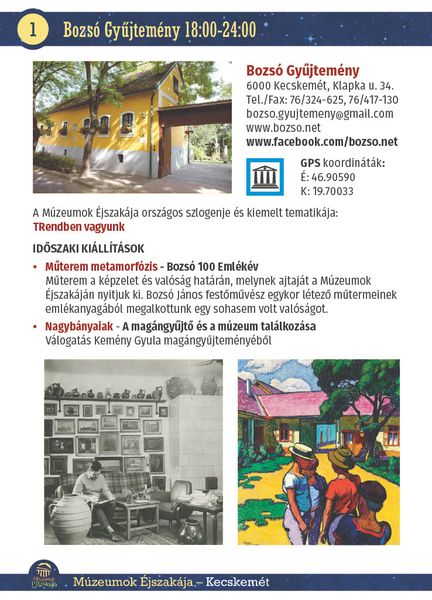 1
Bozsó Gyűjtemény 18:00-24:00
Bozsó Gyűjtemény
6000 Kecskemét, Klapka u. 34.
Tel./Fax: 76/324-625, 76/417-130
bozso.gyujtemeny@gmail.com
www.bozso.net
www.facebook.com/bozso.net
GPS koordináták:
É: 46.90590
K: 19.70033
A Múzeumok Éjszakája országos szlogenje és kiemelt tematikája:
TRendben vagyunk
IDŐSZAKI KIÁLLÍTÁSOK
• Műterem metamorfózis - Bozsó 100 Emlékév
Műterem a képzelet és valóság határán, melynek ajtaját a Múzeumok
Éjszakáján nyitjuk ki. Bozsó János festőművész egykor létező műtermeinek
emlékanyagából megalkottunk egy sohasem volt valóságot.
• Nagybányaiak - A magángyűjtő és a múzeum találkozása
Válogatás Kemény Gyula magángyűjteményéből
Múzeumok
Éjszakája
Múzeumok Éjszakája – Kecskemét